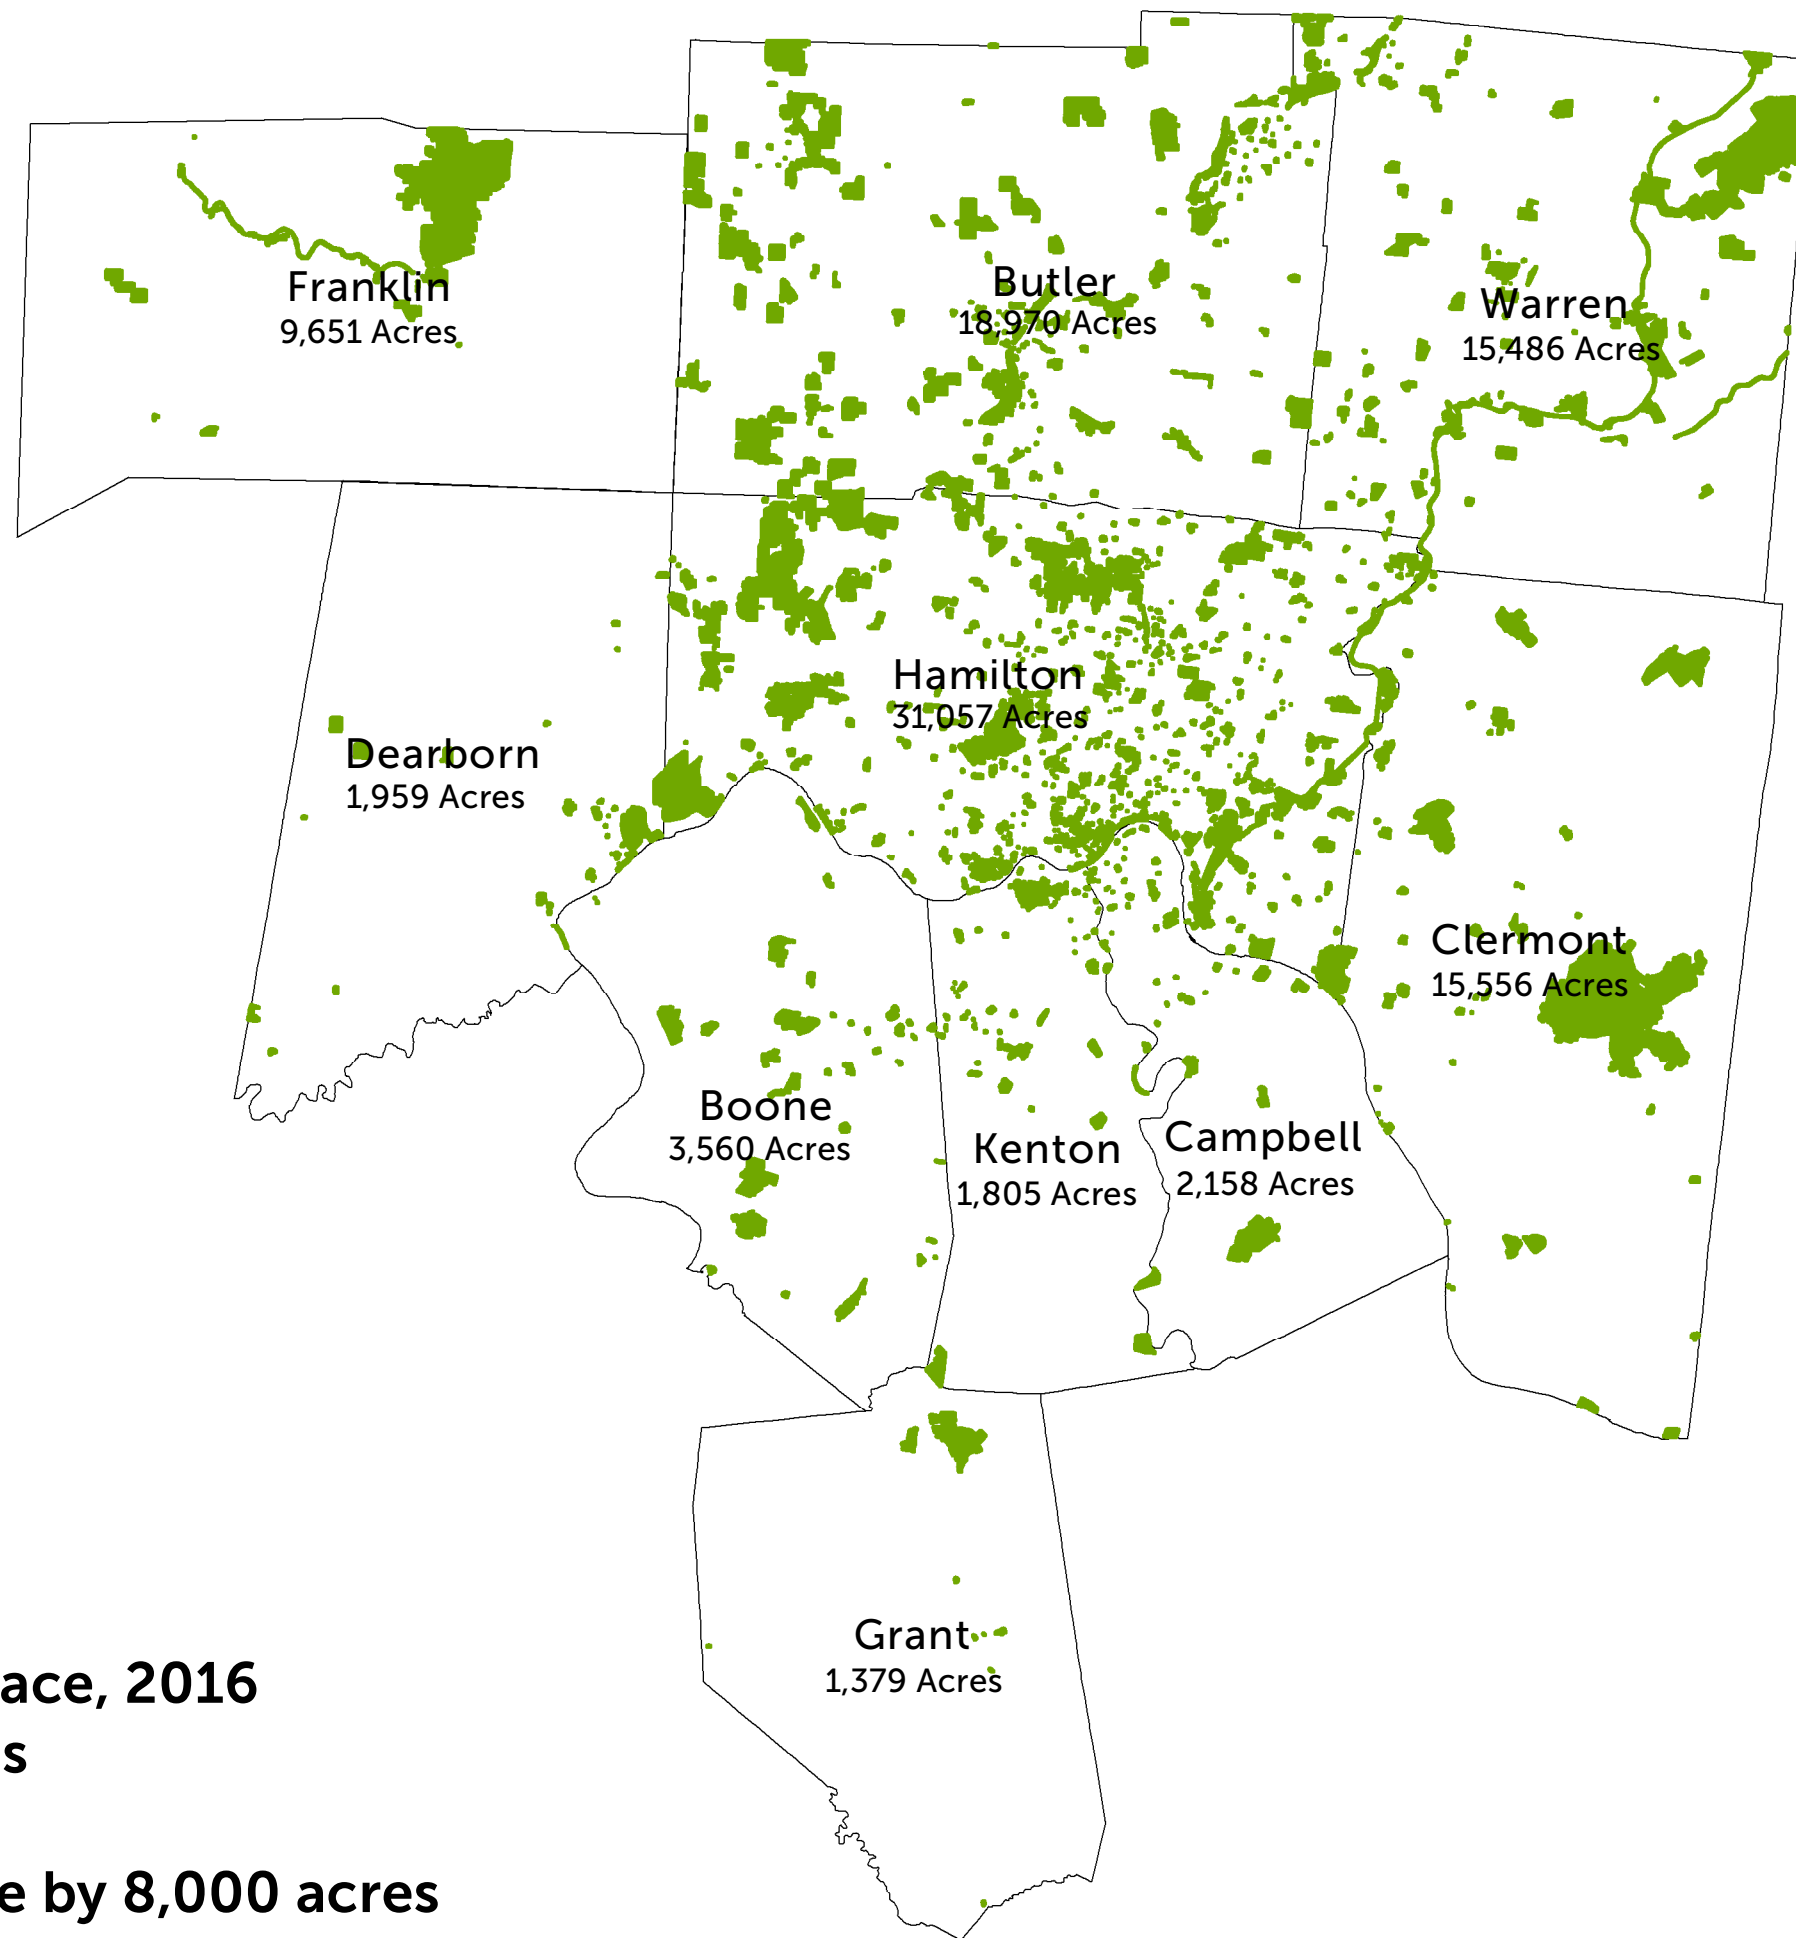 Franklin
9,651 Acres
Butler
18,970 Acres
Warren
15,486 Acres
Hamilton
31,057 Acres
Dearborn
1,959 Acres
Clermont
15,556 Acres
Boone
3,560 Acres
Kenton
1,805 Acres
Campbell
2,158 Acres
Grant
1,379 Acres
ace, 2016
s
e by 8,000 acres